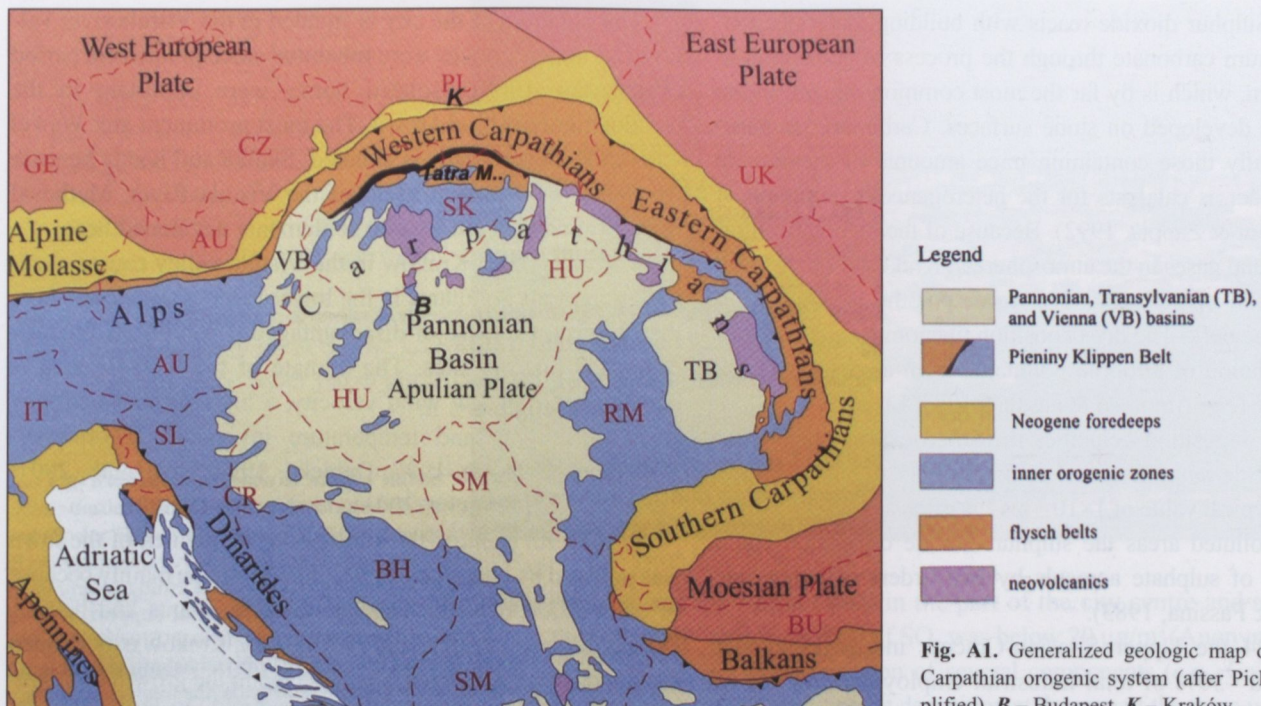 West European
Plate
East European
Plate
PL
K
CZ
GE
UK
Western Carpathians
Tatra M..
SK
Eastern Carpathians
Alpine
Molasse
AU
VB
Carpathians
HU
Alps
B
Pannonian
Basin
Apulian Plate
TB
AU
HU
RM
IT
SL
CR
SM
Southern Carpathians
Adriatic
Sea
Dinarides
BH
Moesian Plate
BU
Apennines
SM
Balkans
Legend
Pannonian, Transylvanian (TB),
and Vienna (VB) basins
Pieniny Klippen Belt
Neogene foredeeps
inner orogenic zones
flysch belts
neovolcanics
Fig. A1. Generalized geologic map
Carpathian orogenic system (after
B – Budapest, K – Kraków